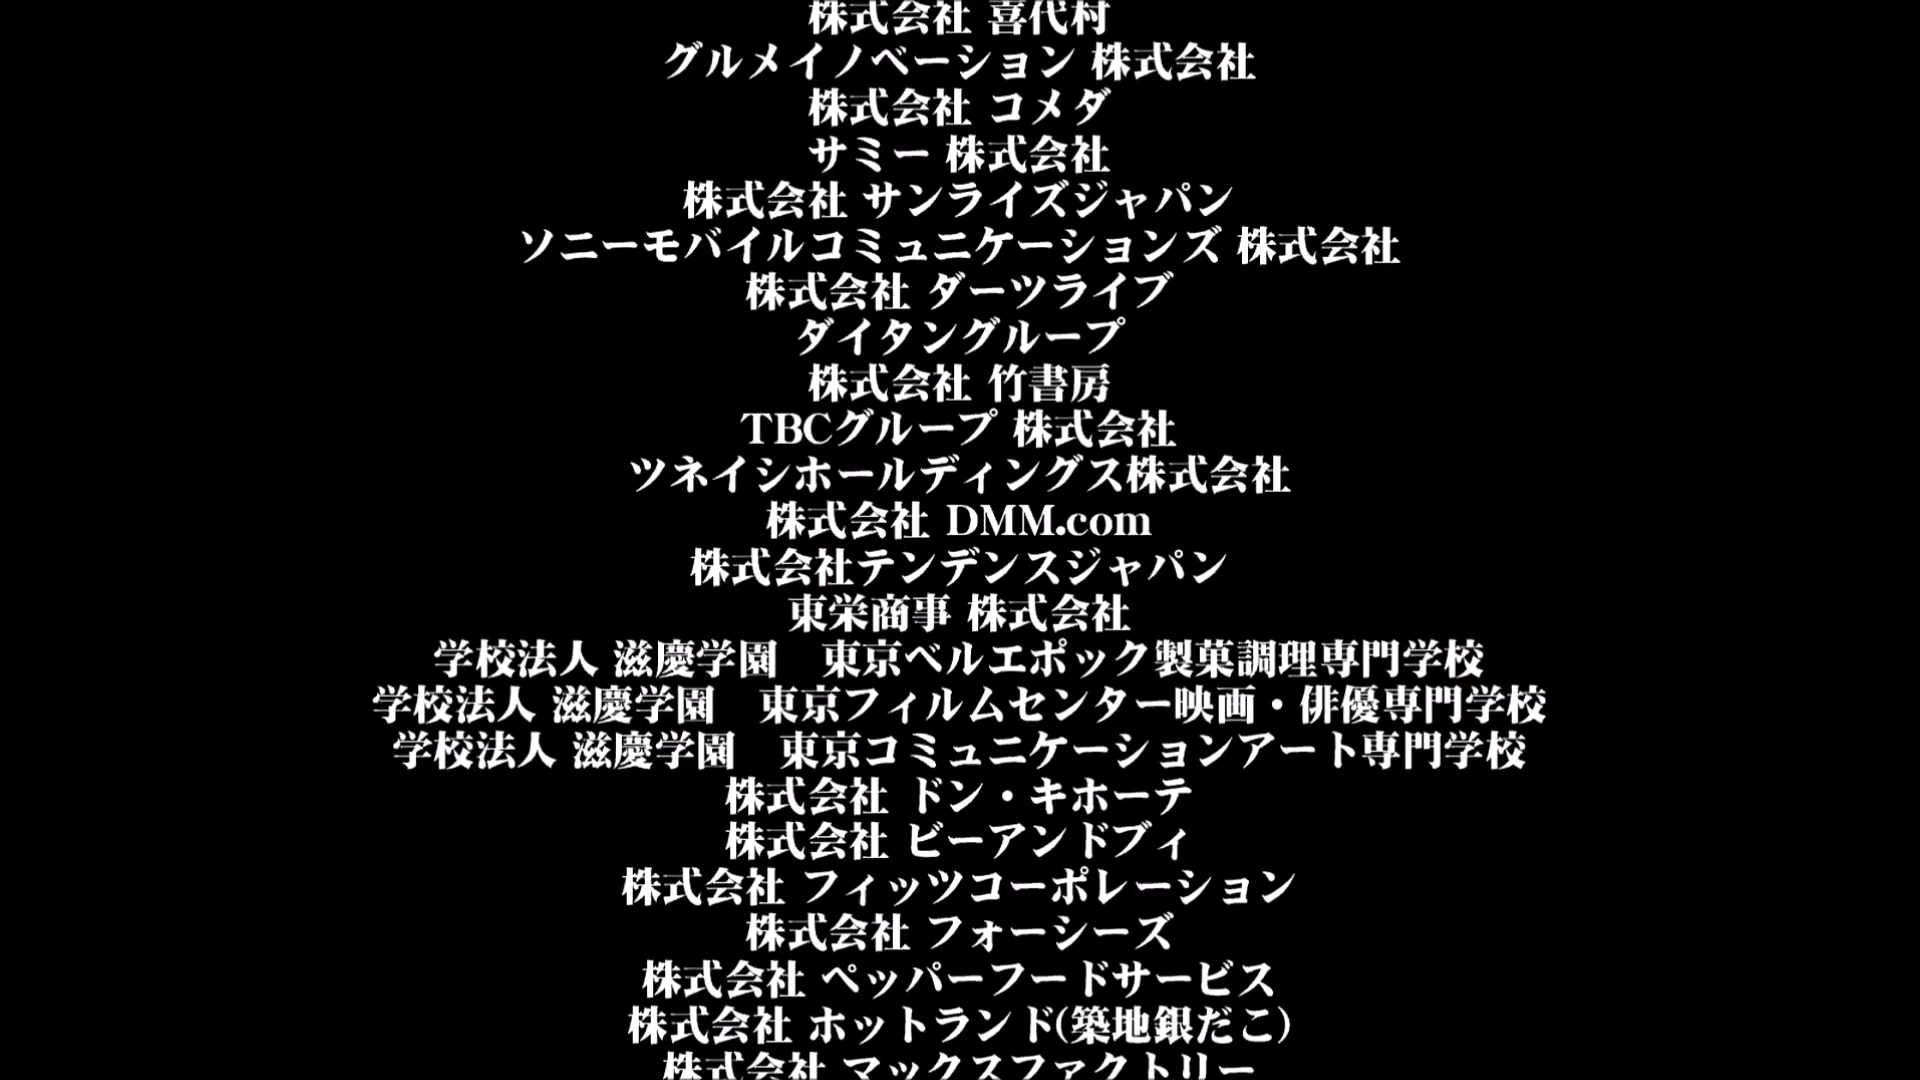 株式会社 喜代村
グルメイノベーション 株式会社
株式会社 コメダ
サミー 株式会社
株式会社 サンライズジャパン
ソニーモバイルコミュニケーションズ 株式会社
株式会社 ダーツライブ
ダイタングループ
株式会社 竹書房
TBCグループ 株式会社
ツネイシホールディングス株式会社
株式会社 DMM.com
株式会社テンデンスジャパン
東栄商事 株式会社
学校法人 滋慶学園　東京ベルエポック製菓調理専門学校
学校法人 滋慶学園　東京フィルムセンター映画・俳優専門学校
学校法人 滋慶学園　東京コミュニケーションアート専門学校
株式会社 ドン・キホーテ
株式会社 ビーアンドブィ
株式会社 フィッツコーポレーション
株式会社 フォーシーズ
株式会社 ペッパーフードサービス
株式会社 ホットランド(築地銀だこ)
株式会社 マックスファクトリー